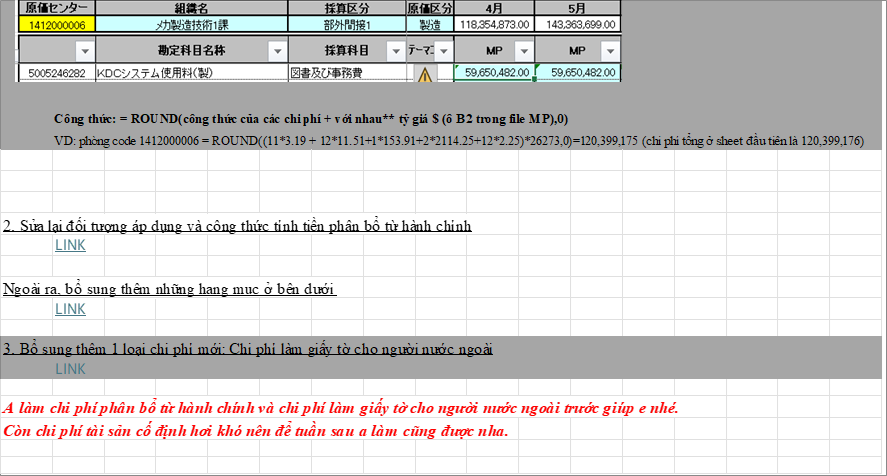 原価センター 組織名 採算区分 原価区分 4月 5月
1412000006 メカ製造技術1課 部外間接1 製造 118,354,873.00 143,363,699.00
勘定科目名称 採算科目 テーマコ MP MP
5005246282 KDCシステム使用料(製) 図書及び事務費 59,650,482.00 59,650,482.00
Công thức: = ROUND(công thức của các chi phí + với nhau** tỷ giá $ (ô B2 trong file MP),0)
VD: phòng code 1412000006 = ROUND((11*3.19 + 12*11.51+1*153.91+2*2114.25+12*2.25)*26273,0)=120,399,175 (chi phí tổng ở sheet đầu tiên là 120,399,176)
2. Sửa lại đối tượng áp dụng và công thức tính tiền phân bổ từ hành chính
LINK
Ngoài ra, bổ sung thêm những hang muc ở bên dưới
LINK
3. Bổ sung thêm 1 loại chi phí mới: Chi phí làm giấy tờ cho người nước ngoài
LINK
A làm chi phí phân bổ từ hành chính và chi phí làm giấy tờ cho người nước ngoài trước giúp e nhé.
Còn chi phí tài sản cố định hơi khó nên để tuần sau a làm cũng được nha.